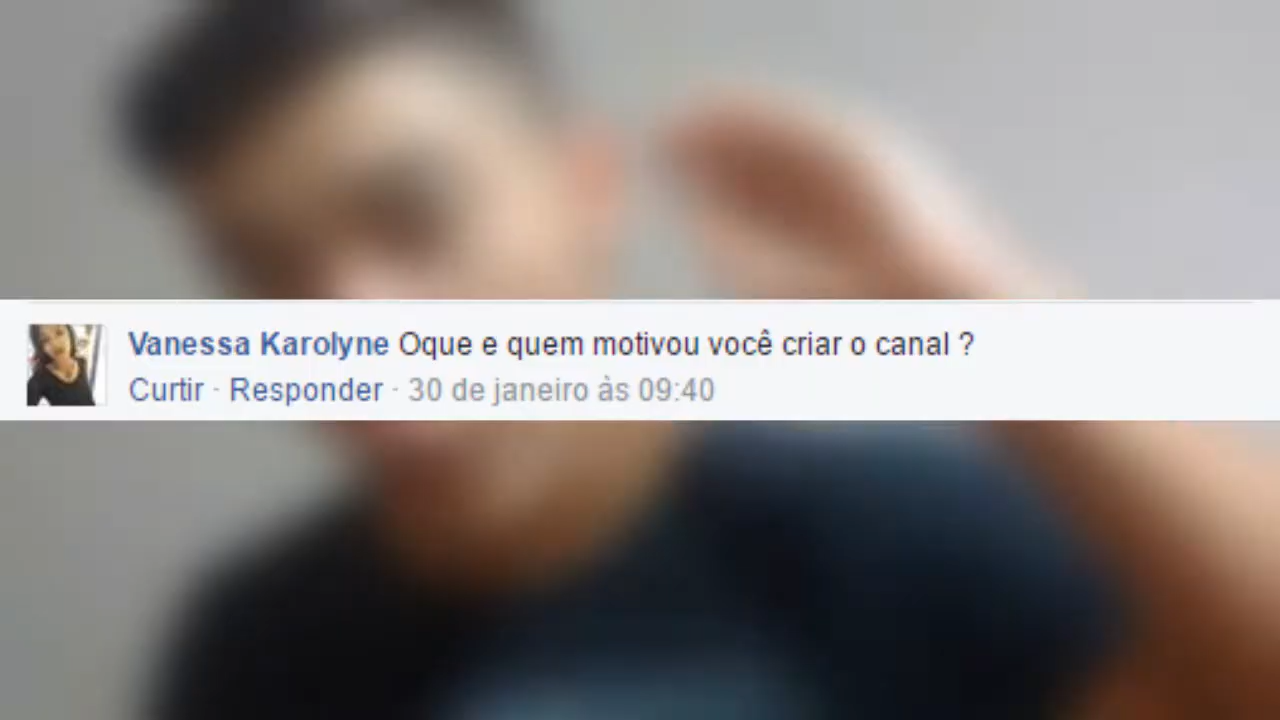 Vanessa Karolyne Oque e quem motivou você criar o canal ?
Curtir · Responder · 30 de janeiro às 09:40